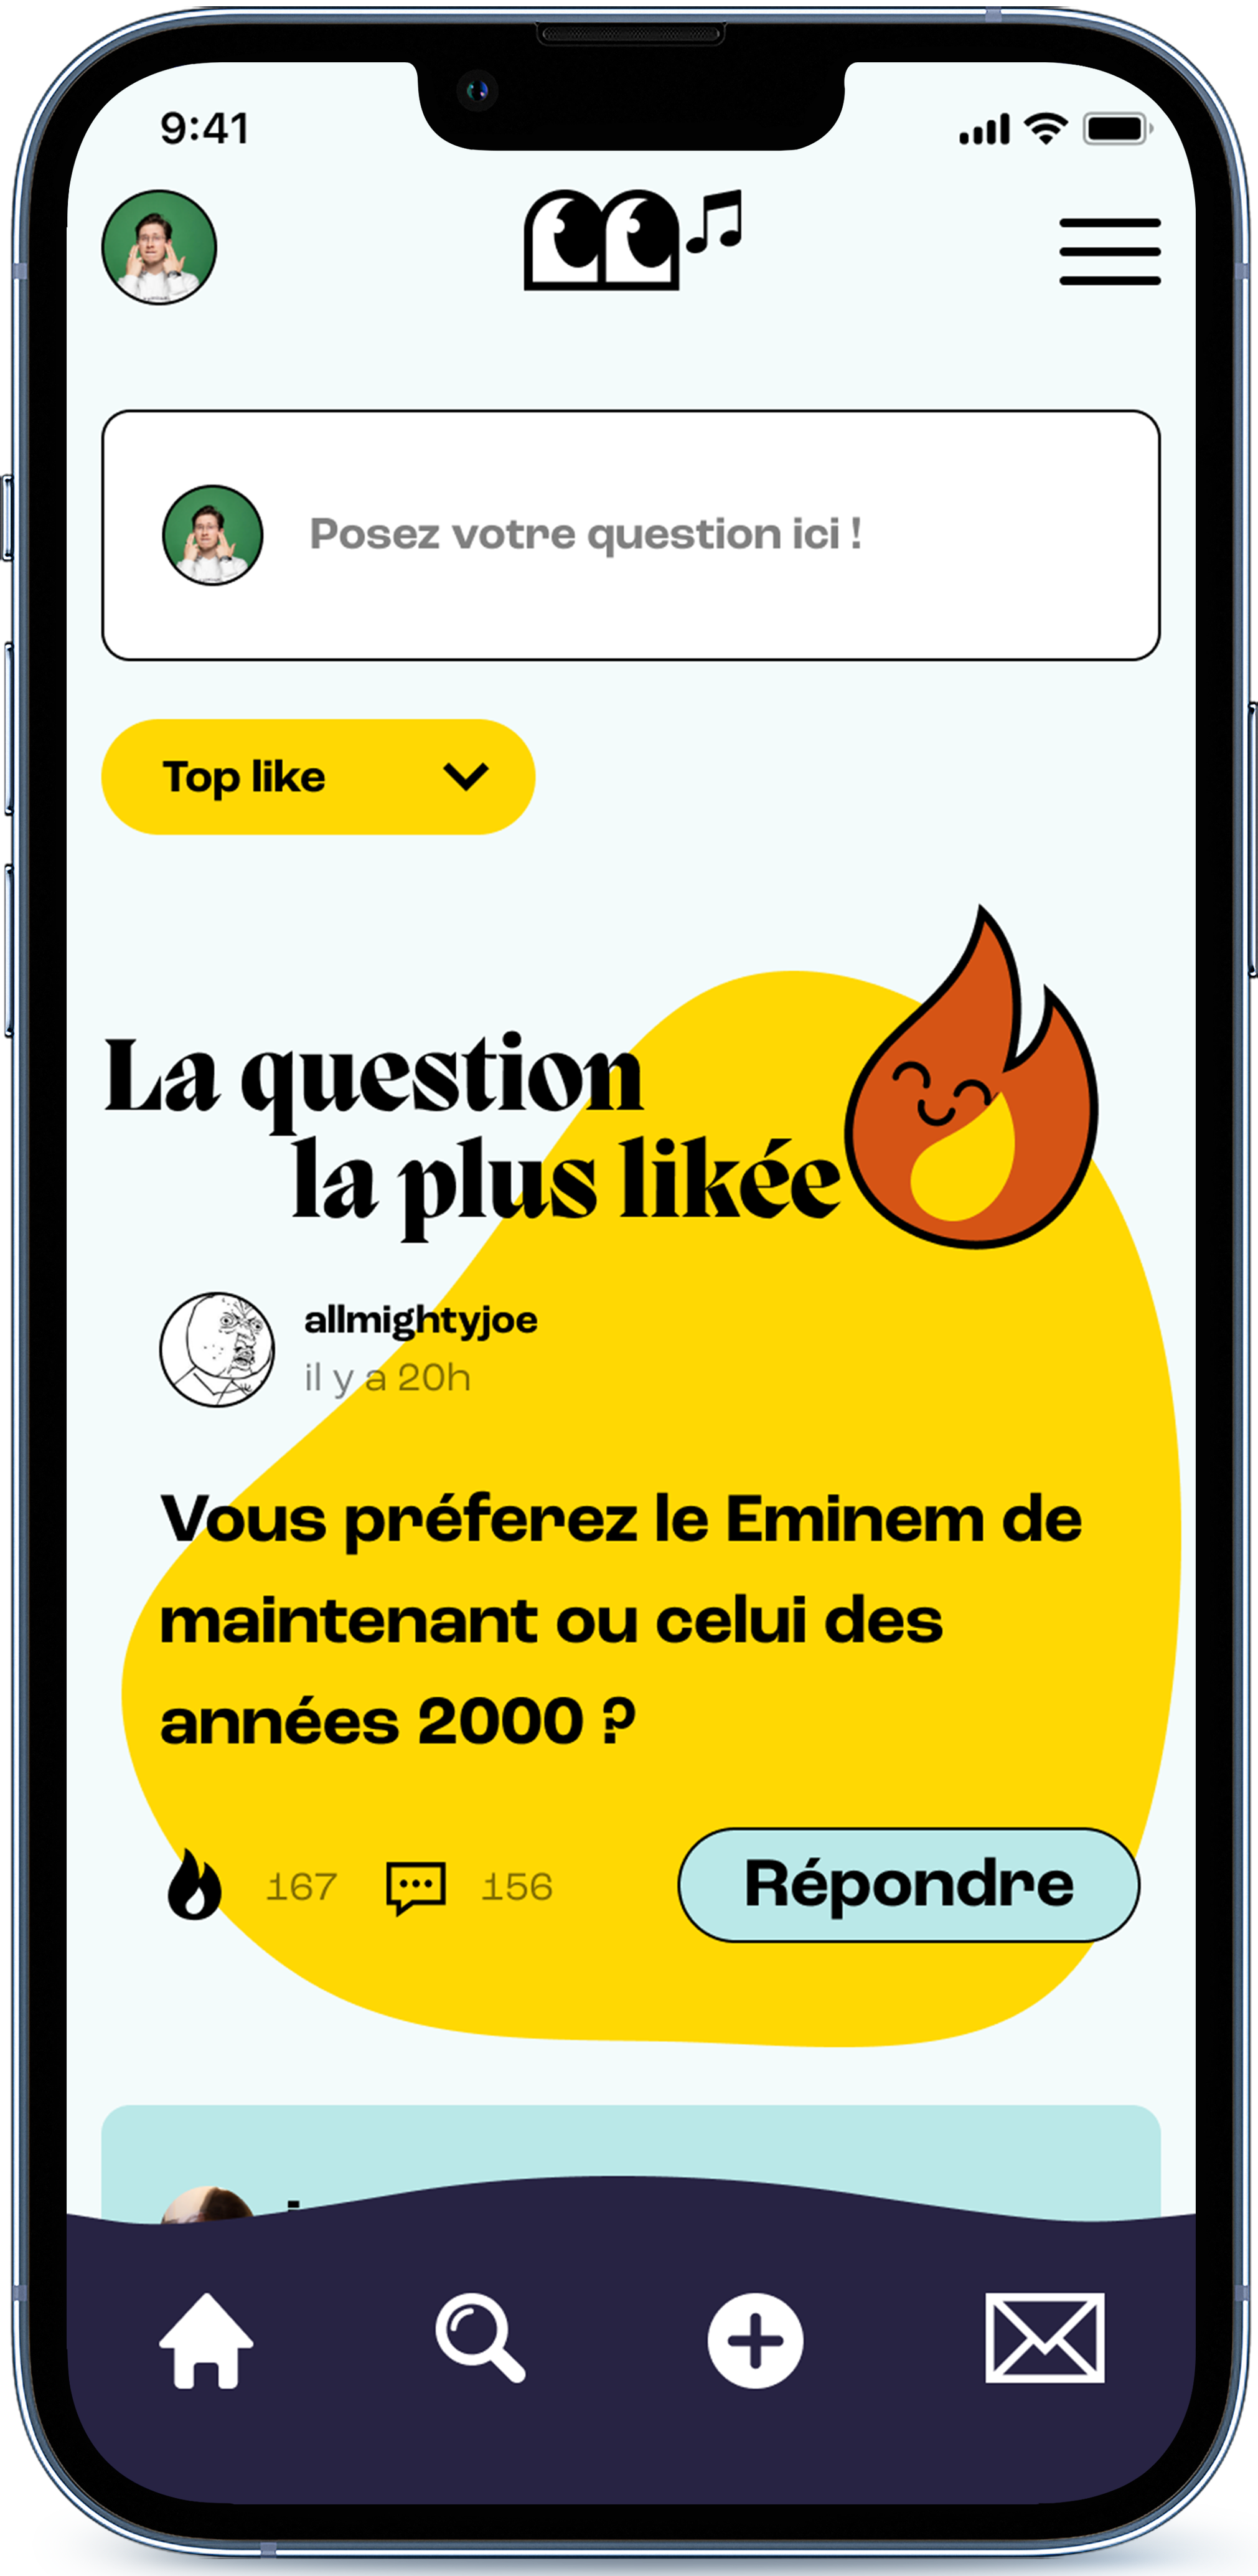 9:41
Posez votre question ici !
Top like
La question
la plus likée
allmightyjoe
il y a 20h
Vous préferez le Eminem de
maintenant ou celui des
années 2000 ?
167 156 Répondre